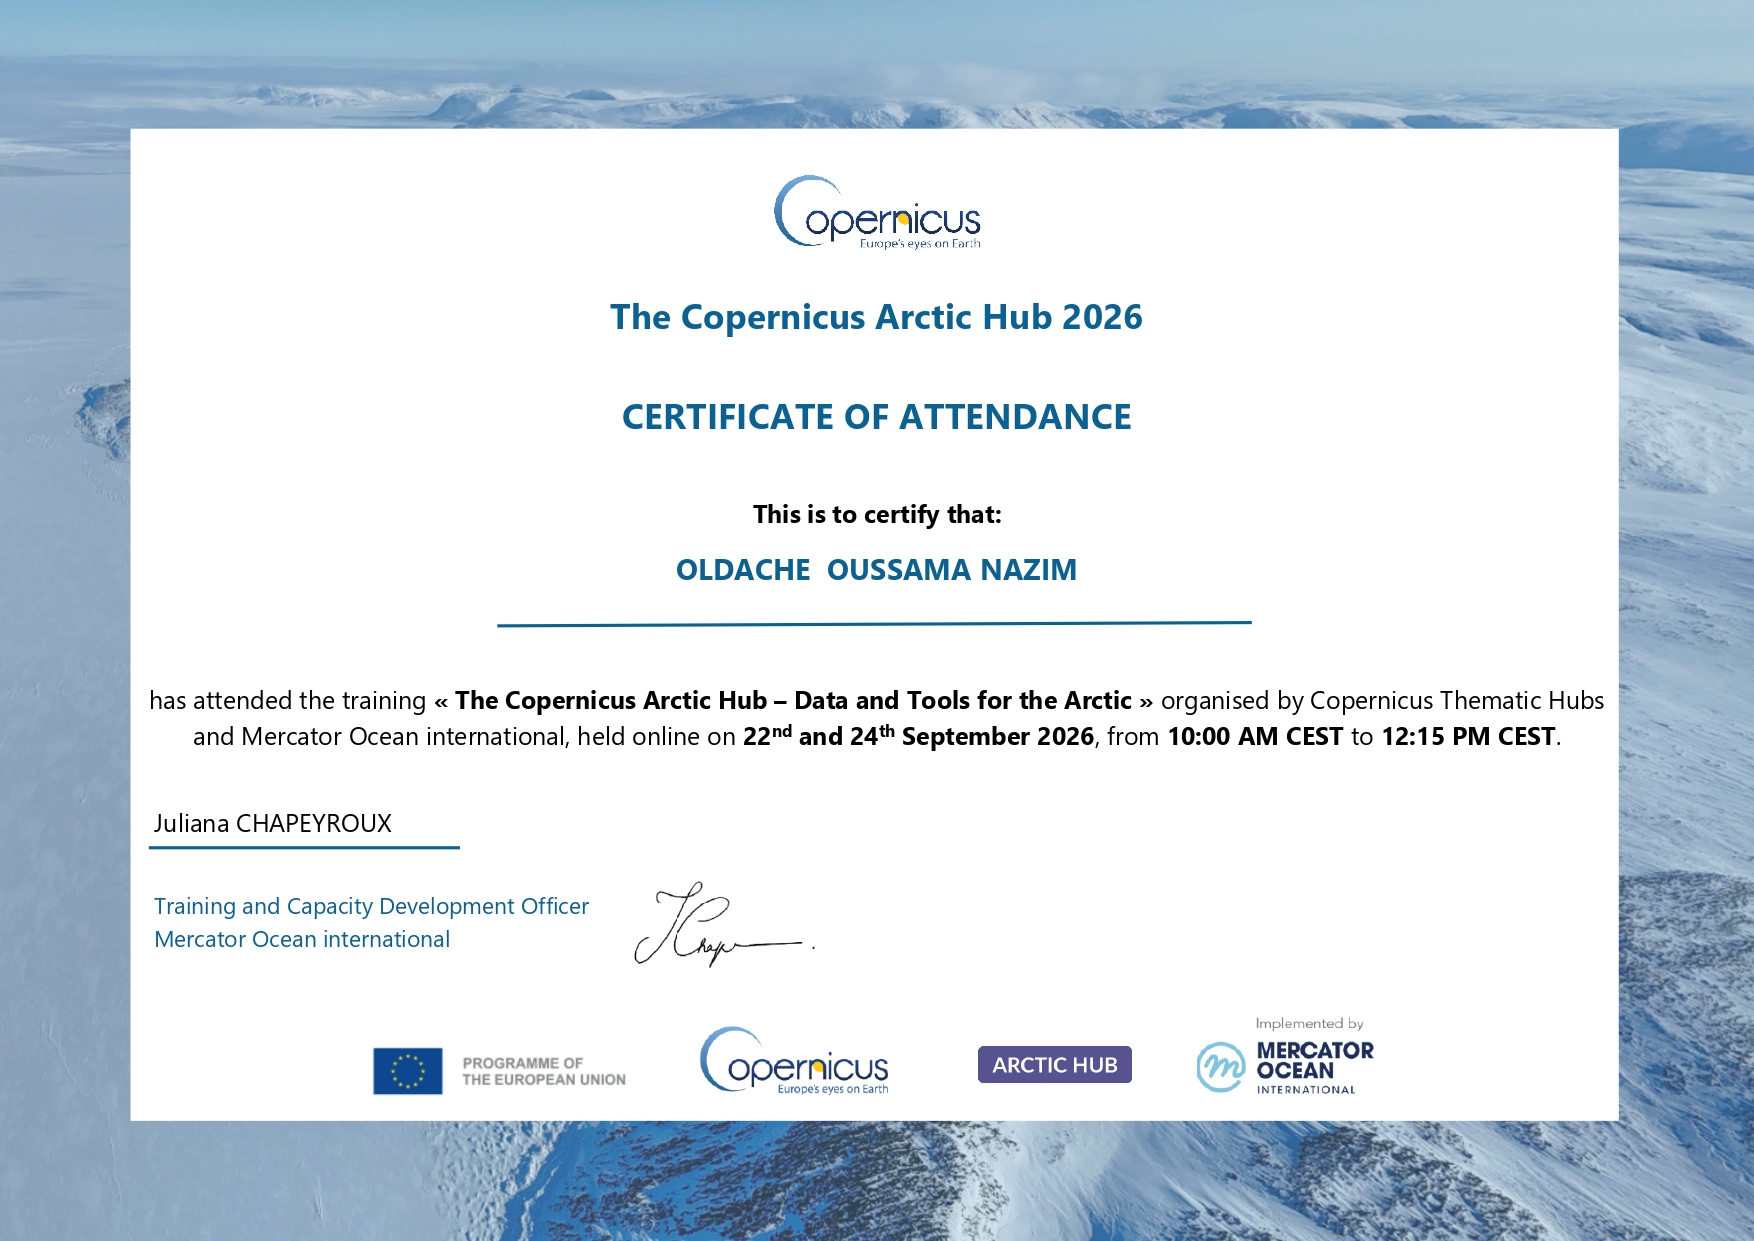 Copernicus
Europe's eyes on Earth
The Copernicus Arctic Hub 2026
CERTIFICATE OF ATTENDANCE
This is to certify that:
OLDACHE OUSSAMA NAZIM
has attended the training « The Copernicus Arctic Hub – Data and Tools for the Arctic » organised by Copernicus Thematic Hubs
and Mercator Ocean international, held online on 22nd and 24th September 2026, from 10:00 AM CEST to 12:15 PM CEST.
Juliana CHAPEYROUX
Training and Capacity Development Officer
Mercator Ocean international
JChap
PROGRAMME OF
THE EUROPEAN UNION
Copernicus
Europe's eyes on Earth
ARCTIC HUB
Implemented by
MERCATOR
OCEAN
INTERNATIONAL